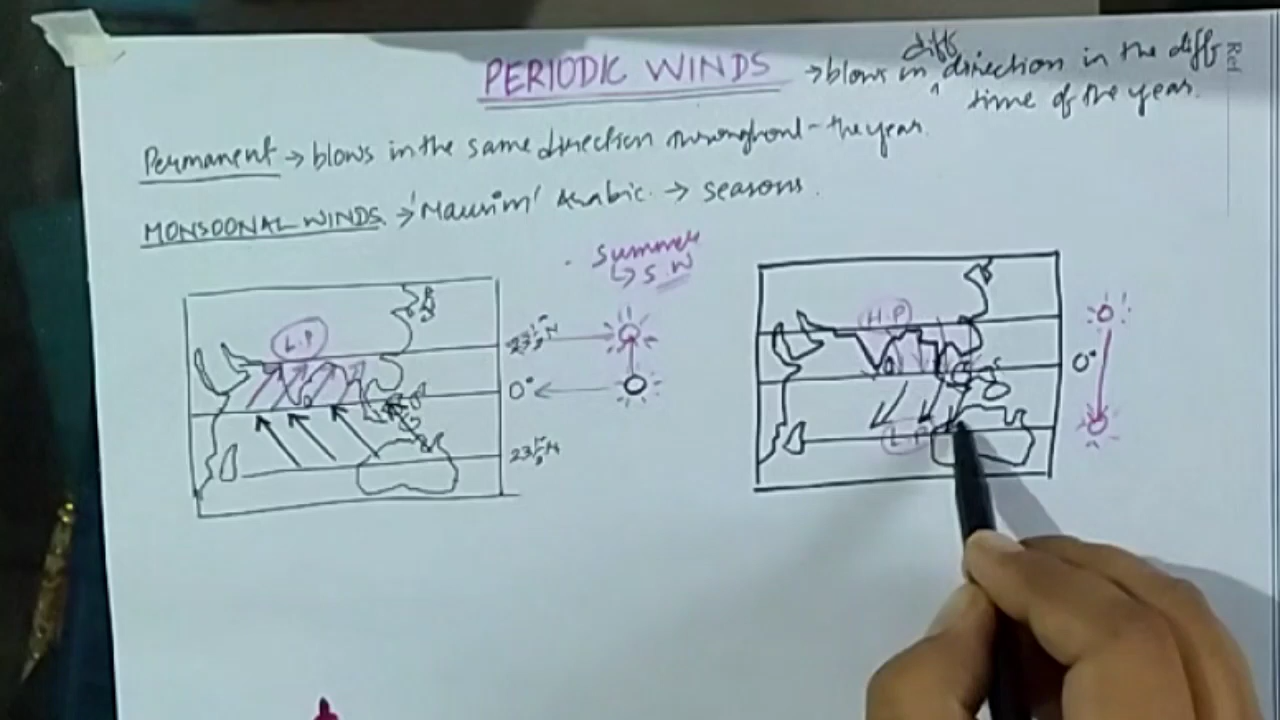 diff
PERIODIC WINDS → blows in direction in the diff
time of the year.
Permanent → blows in the same direction throughout the year.
MONSOONAL WINDS → 'Mausim' Arabic → seasons.
Summer
↳ S.W
L.P
23½°N
0°
23½°N
H.P
0°
L.P